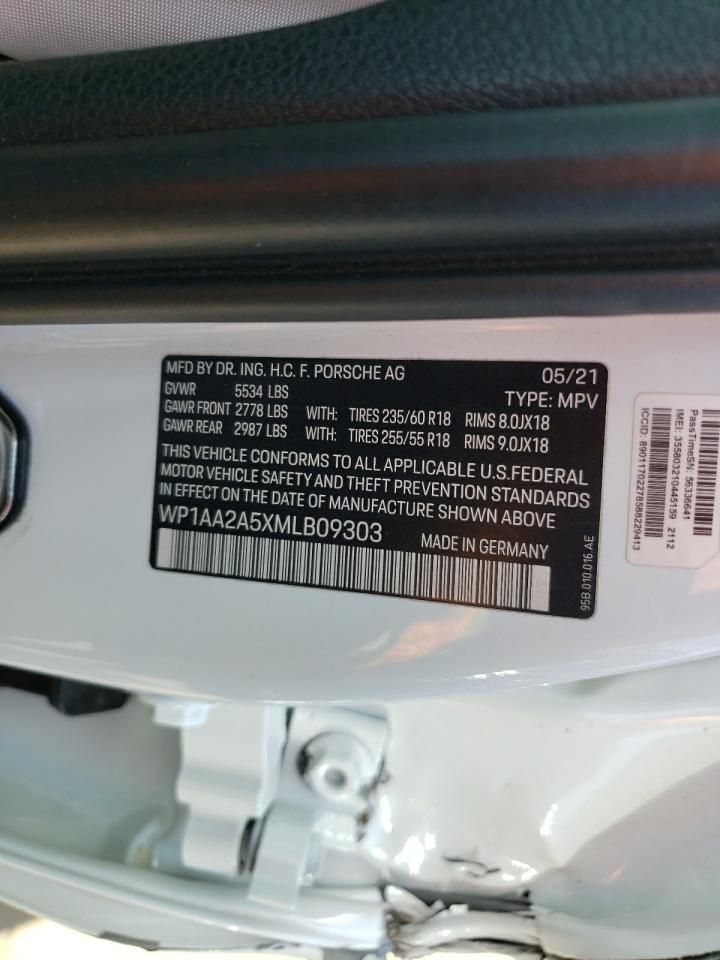 MFD BY DR. ING. H.C. F. PORSCHE AG 05/21
GVWR 5534 LBS TYPE: MPV
GAWR FRONT 2778 LBS WITH: TIRES 235/60 R18 RIMS 8.0JX18
GAWR REAR 2987 LBS WITH: TIRES 255/55 R18 RIMS 9.0JX18
THIS VEHICLE CONFORMS TO ALL APPLICABLE U.S.FEDERAL
MOTOR VEHICLE SAFETY AND THEFT PREVENTION STANDARDS
IN EFFECT ON THE DATE OF MANUFACTURE SHOWN ABOVE
WP1AA2A5XMLB09303 MADE IN GERMANY
95B.010.016.AE
PassTimeSN: 56336641
IMEI: 355803210445159 2112
ICCID: 89011702278588229413